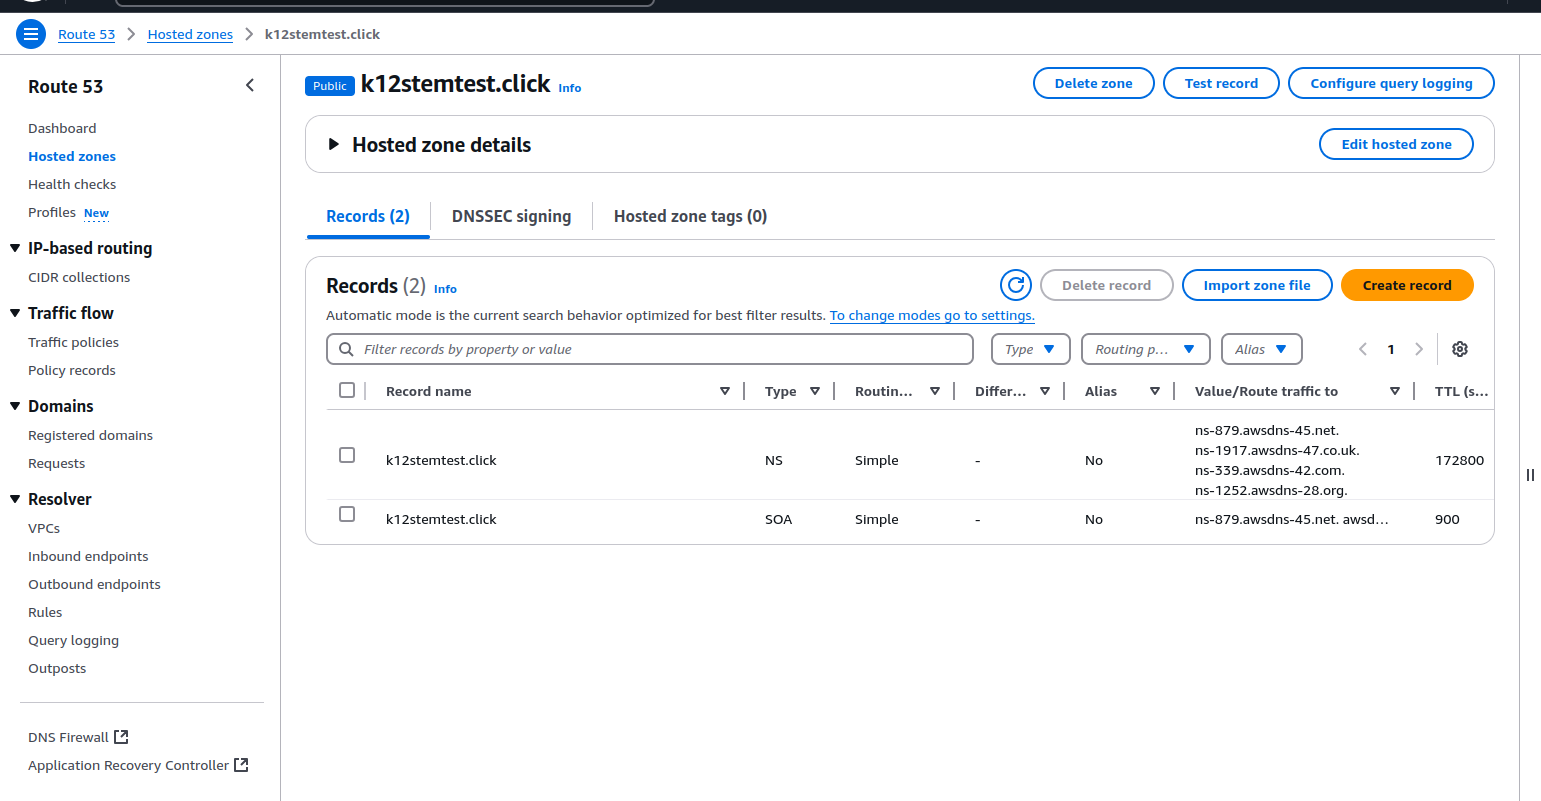 Route 53 > Hosted zones > k12stemtest.click
Route 53
Dashboard
Hosted zones
Health checks
Profiles New
IP-based routing
CIDR collections
Traffic flow
Traffic policies
Policy records
Domains
Registered domains
Requests
Resolver
VPCs
Inbound endpoints
Outbound endpoints
Rules
Query logging
Outposts
DNS Firewall
Application Recovery Controller
Public k12stemtest.click Info
Delete zone Test record Configure query logging
Hosted zone details Edit hosted zone
Records (2) DNSSEC signing Hosted zone tags (0)
Records (2) Info Delete record Import zone file Create record
Automatic mode is the current search behavior optimized for best filter results. To change modes go to settings.
Filter records by property or value Type Routing p... Alias 1
Record name Type Routin... Differ... Alias Value/Route traffic to TTL (s...
k12stemtest.click NS Simple - No ns-879.awsdns-45.net.
ns-1917.awsdns-47.co.uk.
ns-339.awsdns-42.com.
ns-1252.awsdns-28.org. 172800
k12stemtest.click SOA Simple - No ns-879.awsdns-45.net. awsd... 900